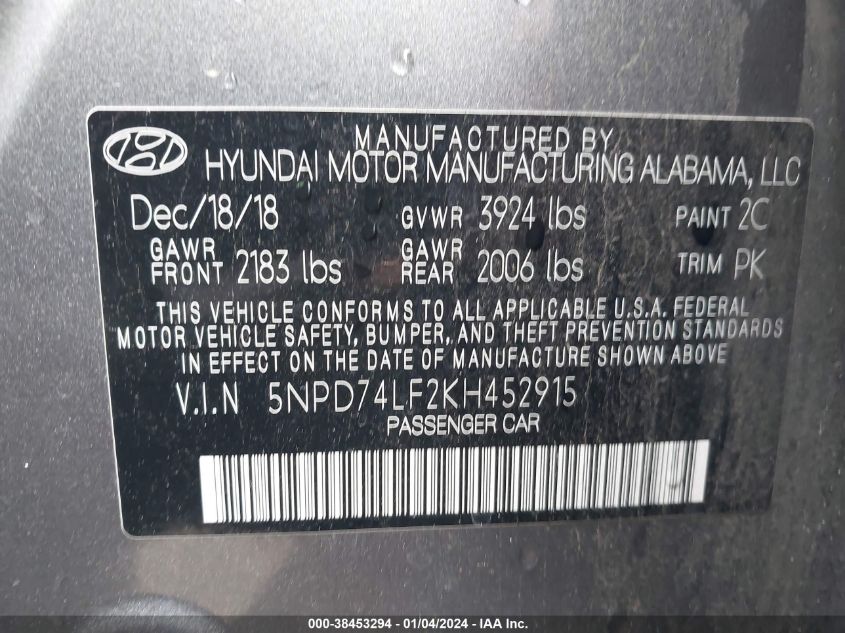 MANUFACTURED BY
HYUNDAI MOTOR MANUFACTURING ALABAMA, LLC
Dec/18/18 GVWR 3924 lbs PAINT 2C
GAWR FRONT 2183 lbs GAWR REAR 2006 lbs TRIM PK
THIS VEHICLE CONFORMS TO ALL APPLICABLE U.S.A. FEDERAL
MOTOR VEHICLE SAFETY, BUMPER, AND THEFT PREVENTION STANDARDS
IN EFFECT ON THE DATE OF MANUFACTURE SHOWN ABOVE
V.I.N 5NPD74LF2KH452915
PASSENGER CAR
000-38453294 - 01/04/2024 - IAA Inc.